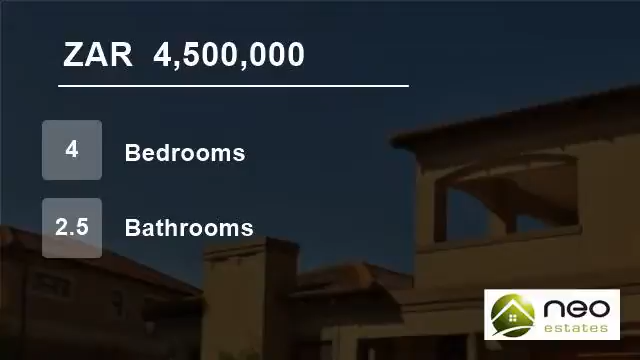 ZAR 4,500,000
4 Bedrooms
2.5 Bathrooms
neo
estates